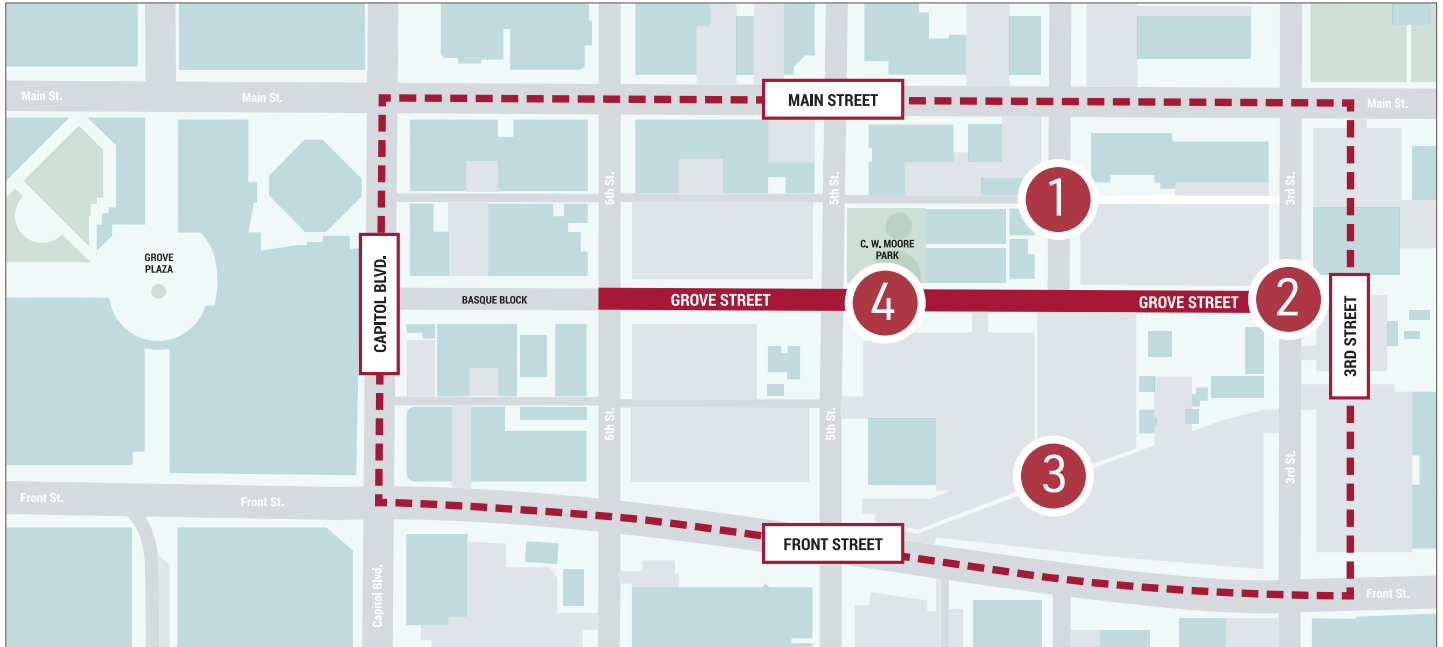 Main St.
Main St.
MAIN STREET
Main St.
6th St.
5th St.
3rd St.
1
GROVE
PLAZA
CAPITOL BLVD.
C. W. MOORE
PARK
BASQUE BLOCK
GROVE STREET
4
GROVE STREET
2
3RD STREET
6th St.
5th St.
3rd St.
3
Front St.
Front St.
FRONT STREET
Capitol Blvd.
Front St.